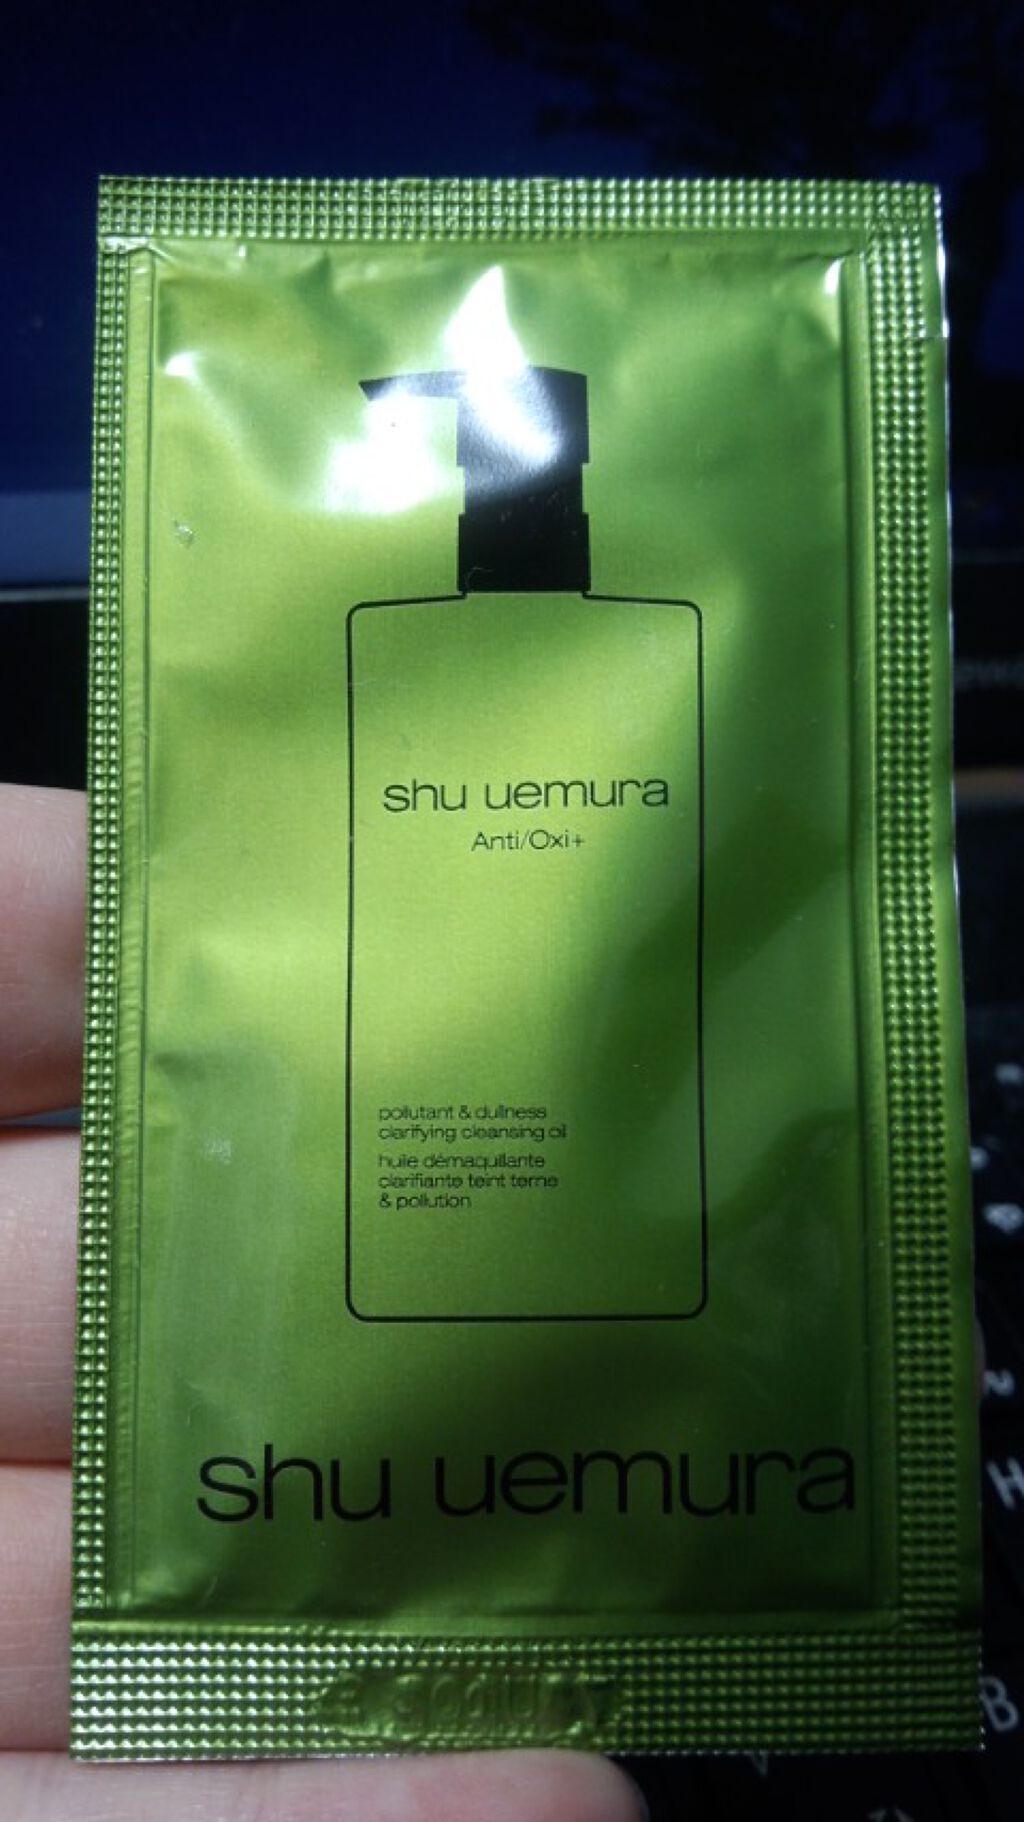 shu uemura
Anti/Oxi+
pollutant & dullness
clarifying cleansing oil
huile démaquillante
clarifiante teint terne
& pollution
shu uemura
H
B